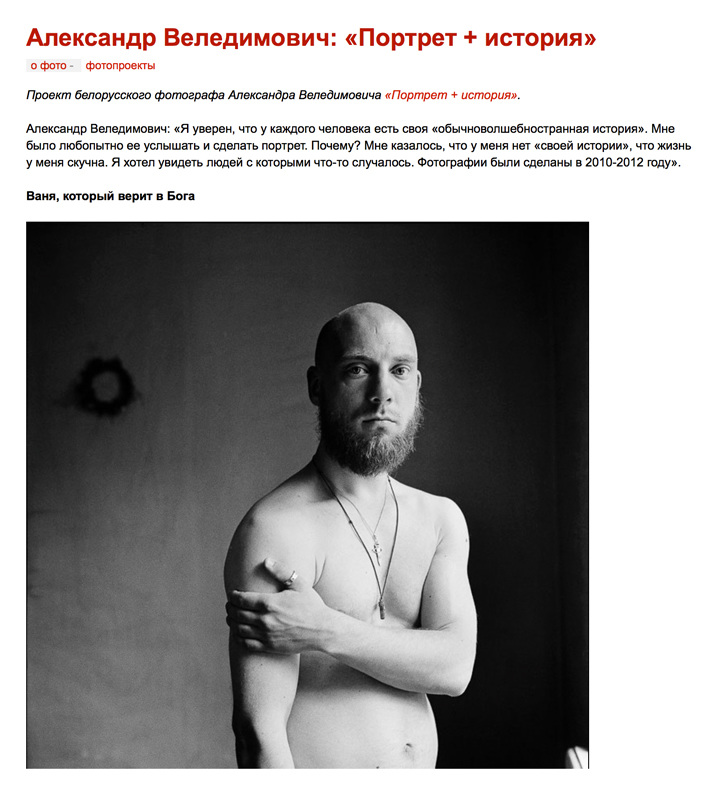 Александр Веледимович: «Портрет + история»
о фото - фотопроекты
Проект белорусского фотографа Александра Веледимовича «Портрет + история».
Александр Веледимович: «Я уверен, что у каждого человека есть своя «обычноволшебностранная история». Мне
было любопытно ее услышать и сделать портрет. Почему? Мне казалось, что у меня нет «своей истории», что жизнь
у меня скучна. Я хотел увидеть людей с которыми что-то случалось. Фотографии были сделаны в 2010-2012 году».
Ваня, который верит в Бога